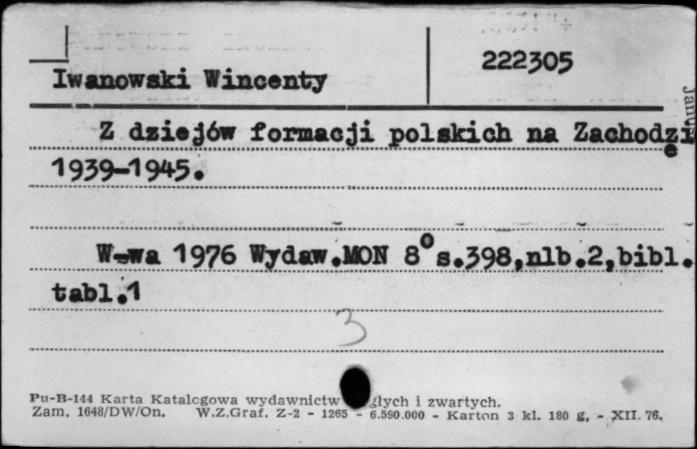 222305
Iwanowski Wincenty
Z dziejów formacji polskich na Zachodzie
1939-1945.
W-wa 1976 Wydaw.MON 8° s.398,nlb.2,bibl.
tabl.1
3
Pu-B-144 Karta Katalogowa wydawnictw głych i zwartych.
Zam. 1648/DW/On. W.Z.Graf. Z-2 - 1265 - 6.590.000 - Karton 3 kl. 180 g, - XII. 76.